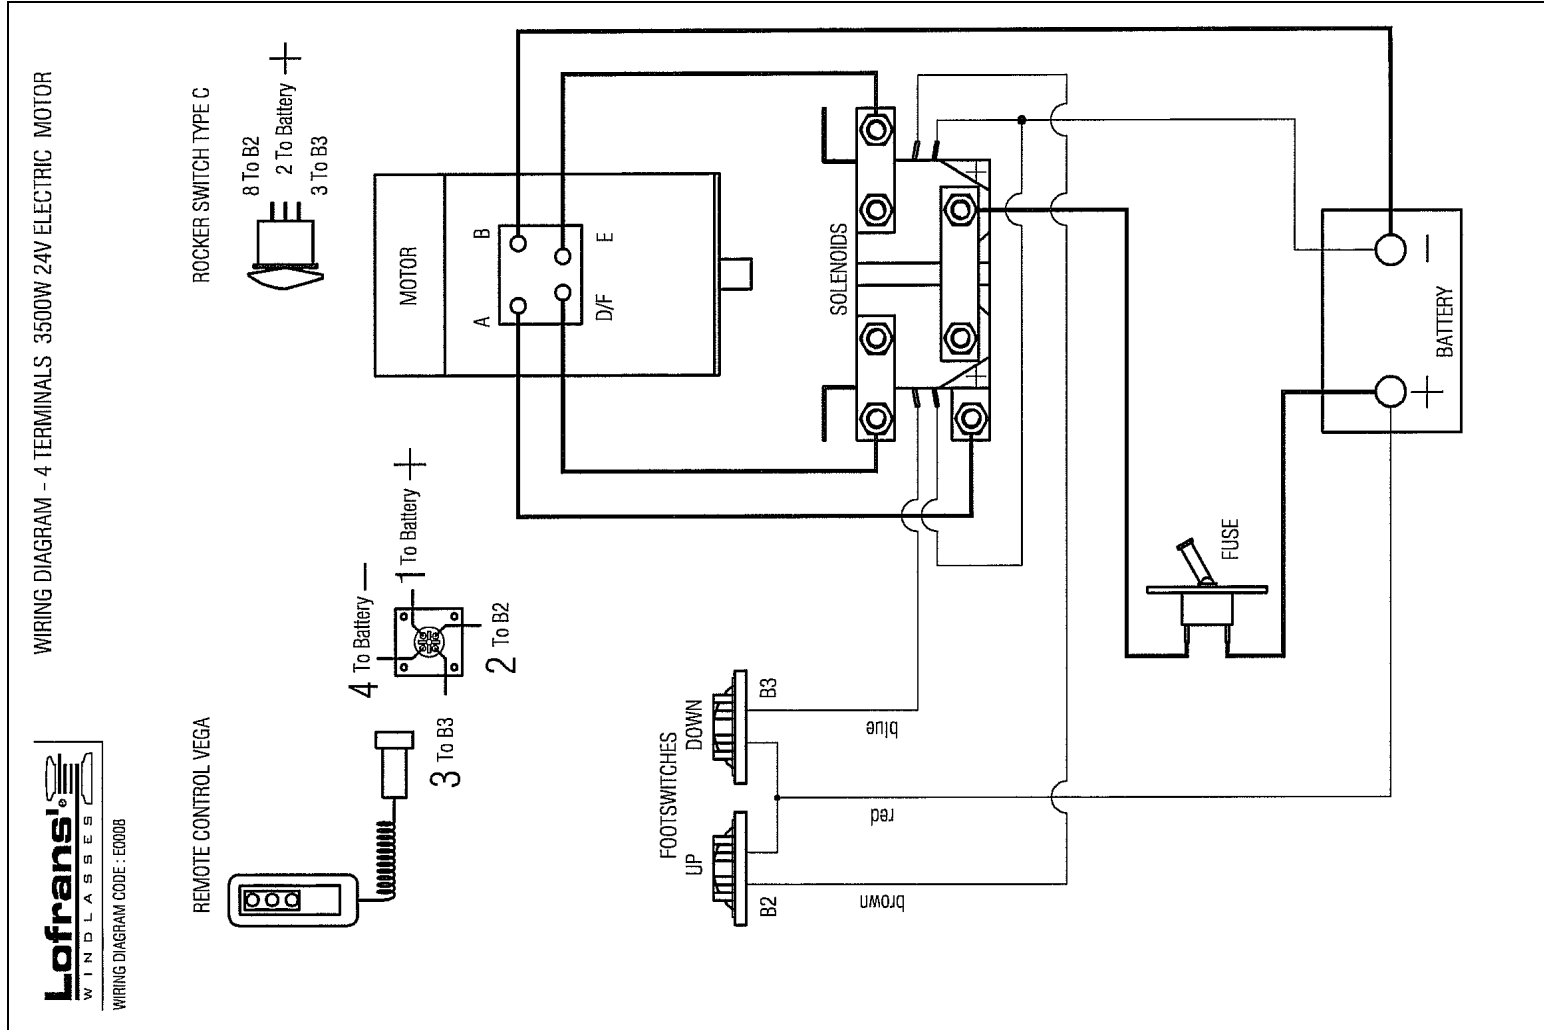 Lofrans'®
WINDLASSES
WIRING DIAGRAM CODE : E0008
WIRING DIAGRAM - 4 TERMINALS 3500W 24V ELECTRIC MOTOR
REMOTE CONTROL VEGA
4 To Battery −
1 To Battery +
3 To B3
2 To B2
ROCKER SWITCH TYPE C
8 To B2
2 To Battery +
3 To B3
MOTOR
A
B
D/F
E
SOLENOIDS
+
+
FOOTSWITCHES
UP
DOWN
B2
B3
brown
red
blue
FUSE
BATTERY
+
−